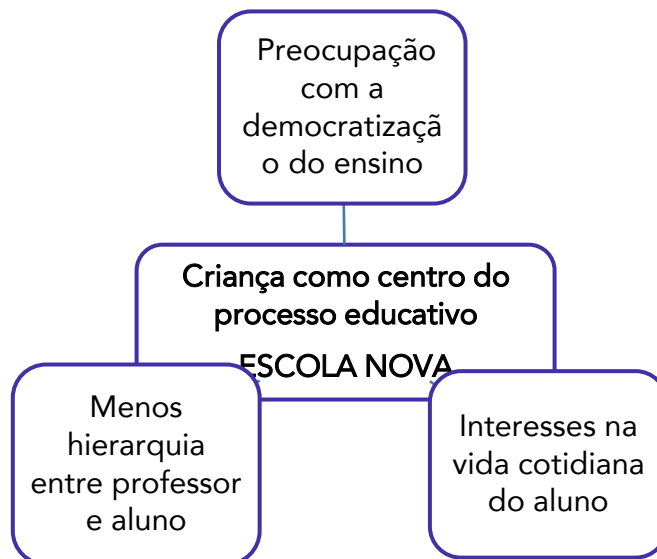 Preocupação
com a
democratizaçã
o do ensino
Criança como centro do
processo educativo
ESCOLA NOVA
Menos
hierarquia
entre professor
e aluno
Interesses na
vida cotidiana
do aluno